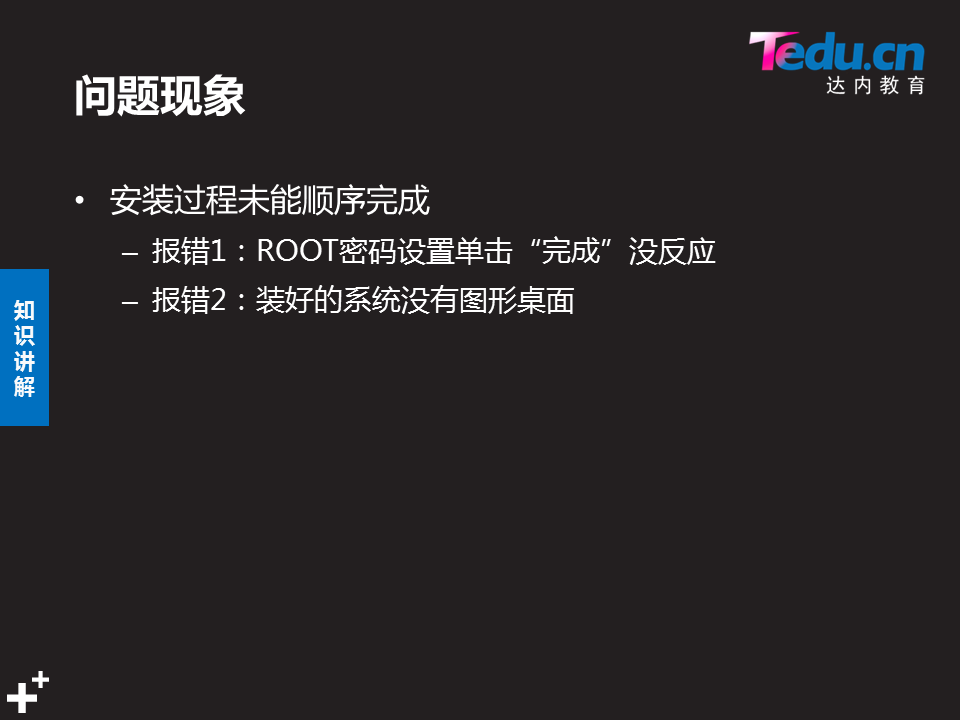 Tedu.cn
达内教育
问题现象
• 安装过程未能顺序完成
– 报错1：ROOT密码设置单击“完成”没反应
– 报错2：装好的系统没有图形桌面
知
识
讲
解